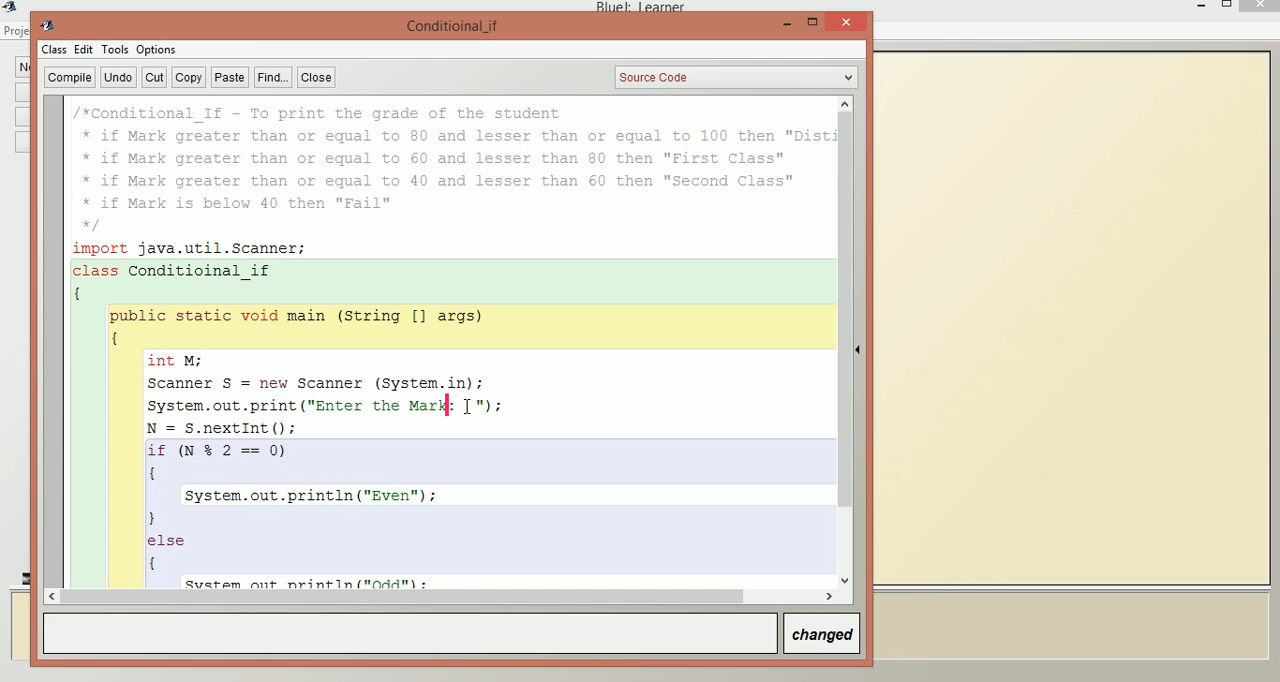 BlueJ: Learner
Conditioinal_if
Class Edit Tools Options
Compile Undo Cut Copy Paste Find... Close Source Code
/*Conditional_If - To print the grade of the student
* if Mark greater than or equal to 80 and lesser than or equal to 100 then "Disti
* if Mark greater than or equal to 60 and lesser than 80 then "First Class"
* if Mark greater than or equal to 40 and lesser than 60 then "Second Class"
* if Mark is below 40 then "Fail"
*/
import java.util.Scanner;
class Conditioinal_if
{
public static void main (String [] args)
{
int M;
Scanner S = new Scanner (System.in);
System.out.print("Enter the Mark: ");
N = S.nextInt();
if (N % 2 == 0)
{
System.out.println("Even");
}
else
{
System.out.println("Odd");
changed